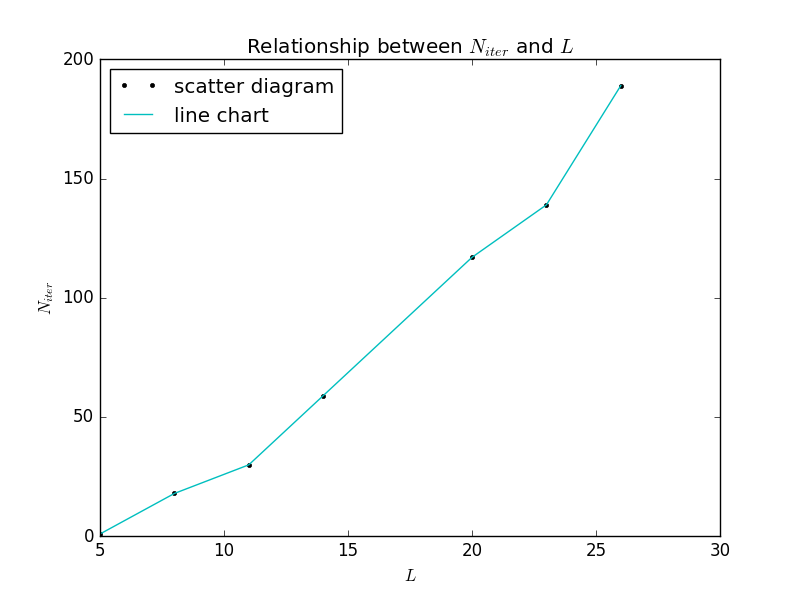 Relationship between N_iter and L
200
scatter diagram
line chart
150
100
50
0
N_iter
5 10 15 20 25 30
L